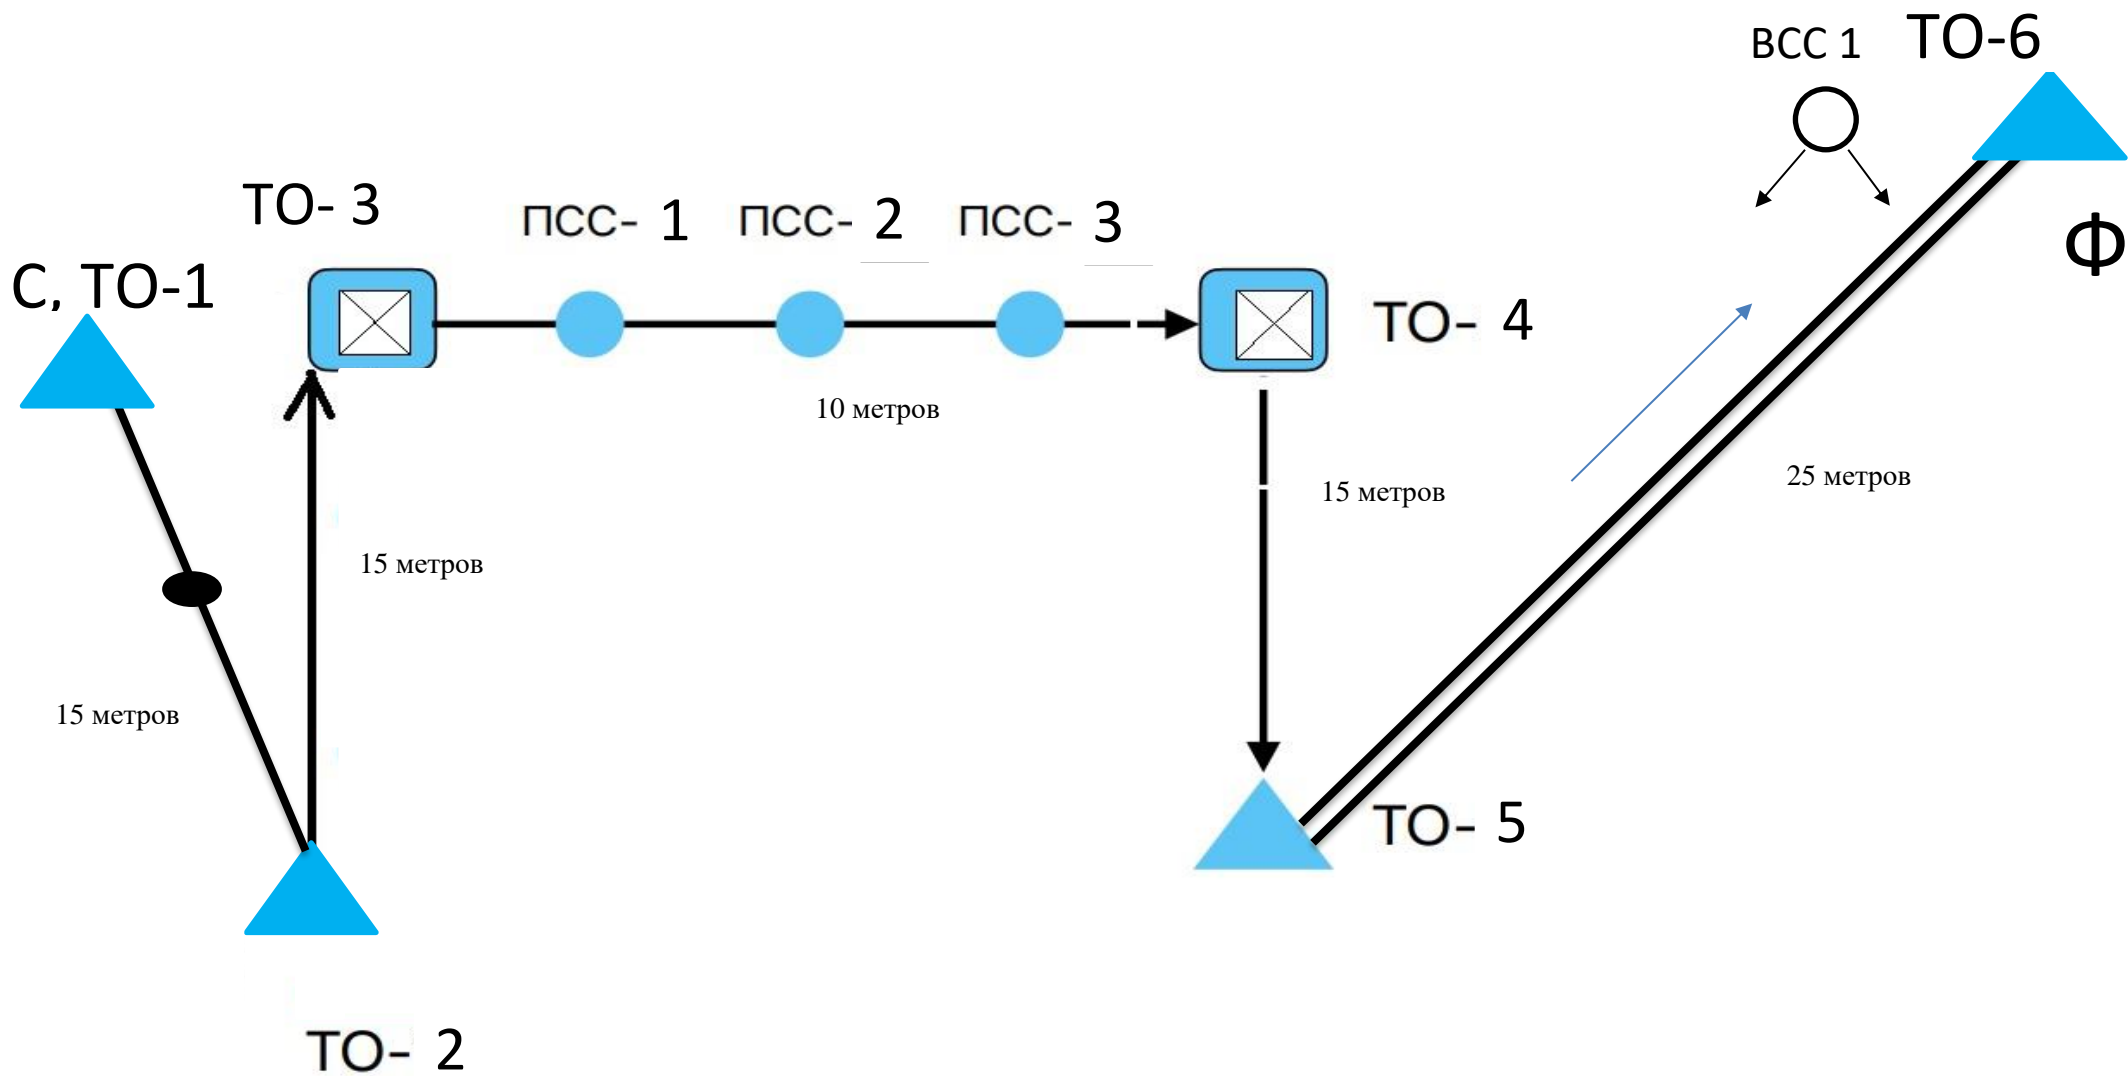 ВСС 1
ТО-6
ТО- 3
ПСС- 1
ПСС- 2
ПСС- 3
Ф
С, ТО-1
ТО- 4
10 метров
25 метров
15 метров
15 метров
15 метров
ТО- 5
ТО- 2